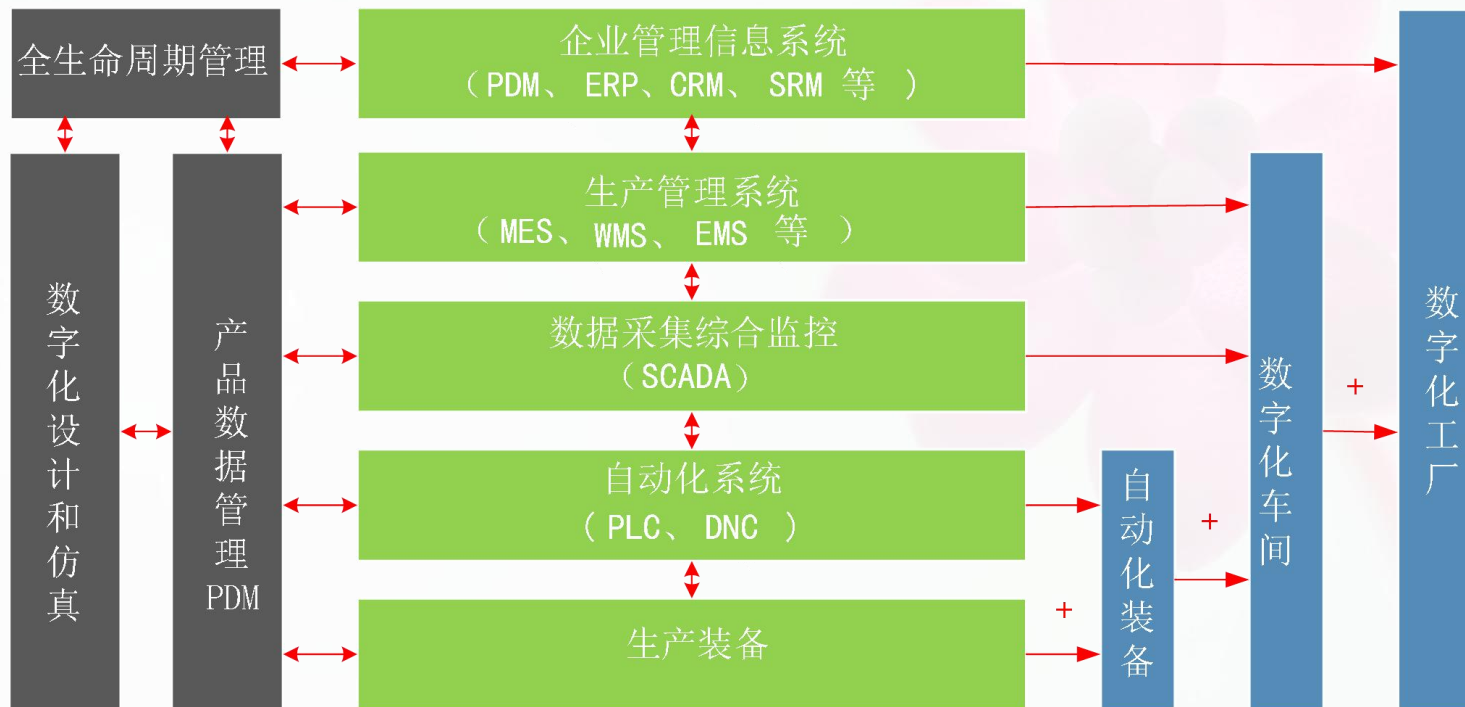 全生命周期管理
企业管理信息系统
(PDM、ERP、CRM、SRM 等)
生产管理系统
(MES、WMS、EMS 等)
数据采集综合监控
(SCADA)
自动化系统
(PLC、DNC)
生产装备
数字化设计和仿真
产品数据管理
PDM
+
自动化装备
+
数字化车间
+
数字化工厂